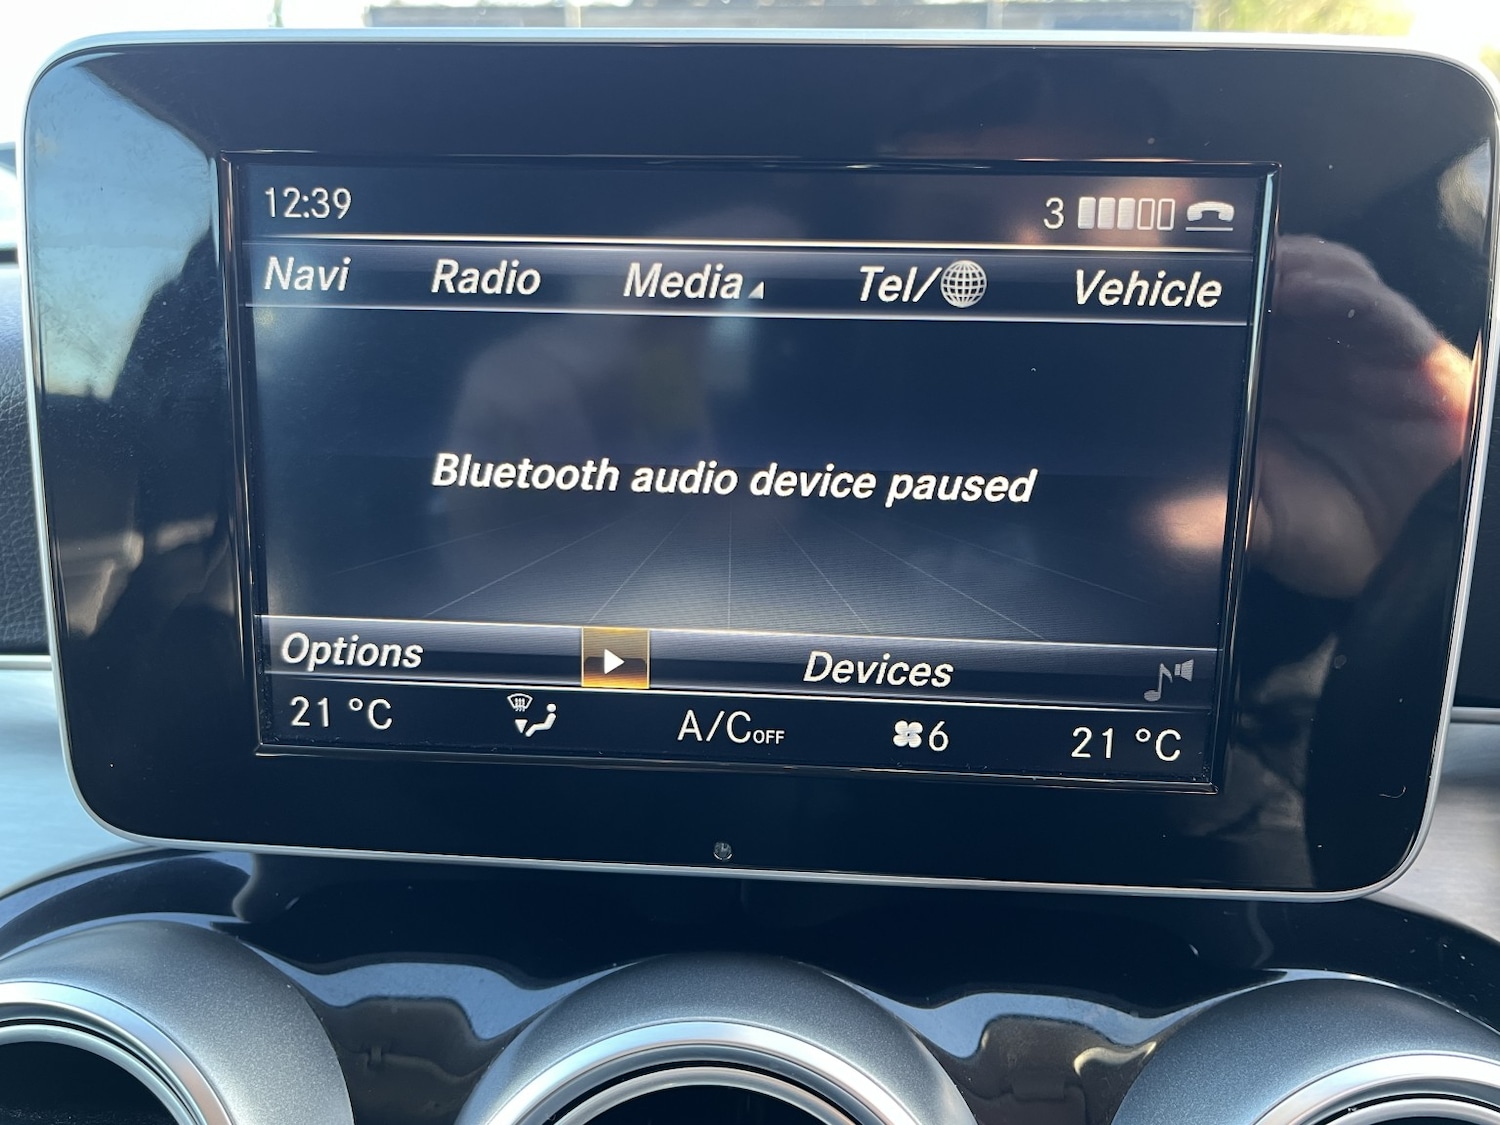 12:39 3
Navi Radio Media Tel/ Vehicle
Bluetooth audio device paused
Options Devices
21 °C A/COFF 6 21 °C